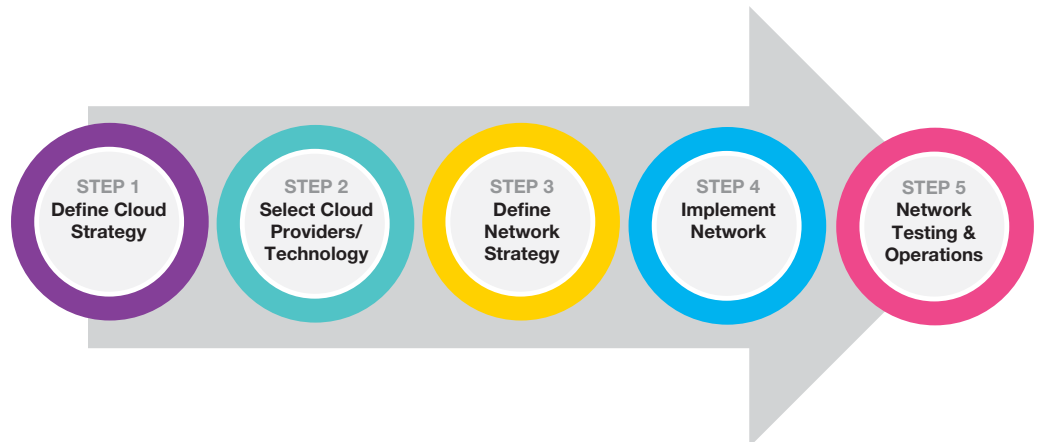 STEP 1
Define Cloud
Strategy
STEP 2
Select Cloud
Providers/
Technology
STEP 3
Define
Network
Strategy
STEP 4
Implement
Network
STEP 5
Network
Testing &
Operations